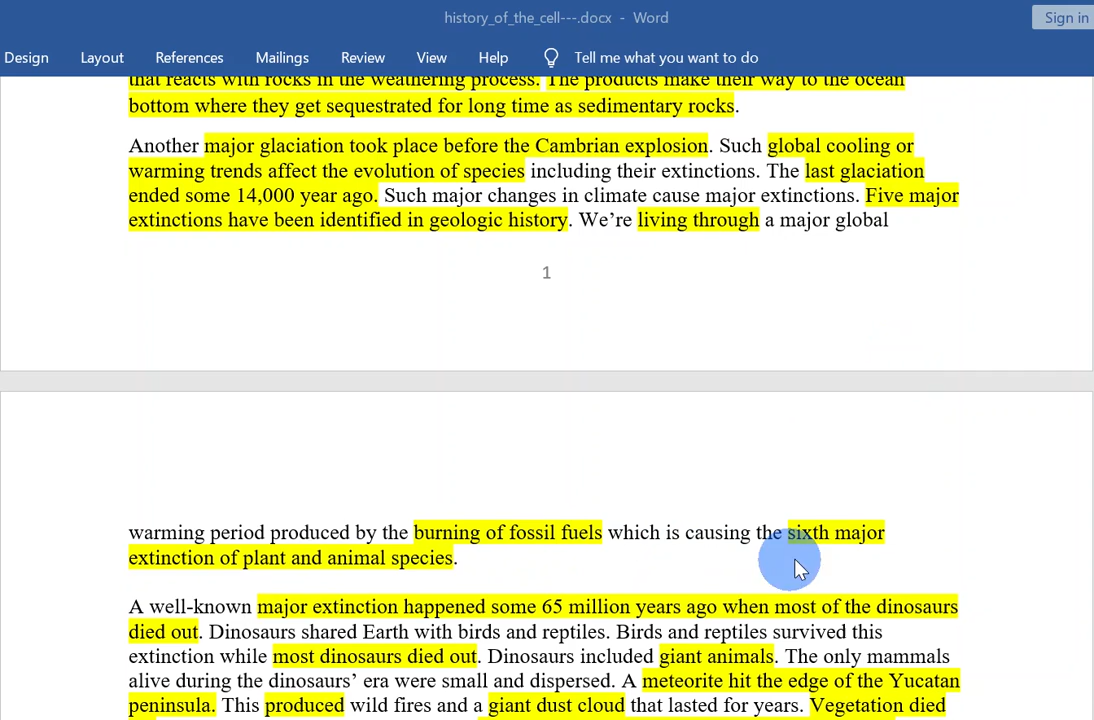 history_of_the_cell---.docx - Word
Sign in
Design Layout References Mailings Review View Help Tell me what you want to do
that reacts with rocks in the weathering process. The products make their way to the ocean
bottom where they get sequestrated for long time as sedimentary rocks.
Another major glaciation took place before the Cambrian explosion. Such global cooling or
warming trends affect the evolution of species including their extinctions. The last glaciation
ended some 14,000 year ago. Such major changes in climate cause major extinctions. Five major
extinctions have been identified in geologic history. We’re living through a major global
1
warming period produced by the burning of fossil fuels which is causing the sixth major
extinction of plant and animal species.
A well-known major extinction happened some 65 million years ago when most of the dinosaurs
died out. Dinosaurs shared Earth with birds and reptiles. Birds and reptiles survived this
extinction while most dinosaurs died out. Dinosaurs included giant animals. The only mammals
alive during the dinosaurs’ era were small and dispersed. A meteorite hit the edge of the Yucatan
peninsula. This produced wild fires and a giant dust cloud that lasted for years. Vegetation died